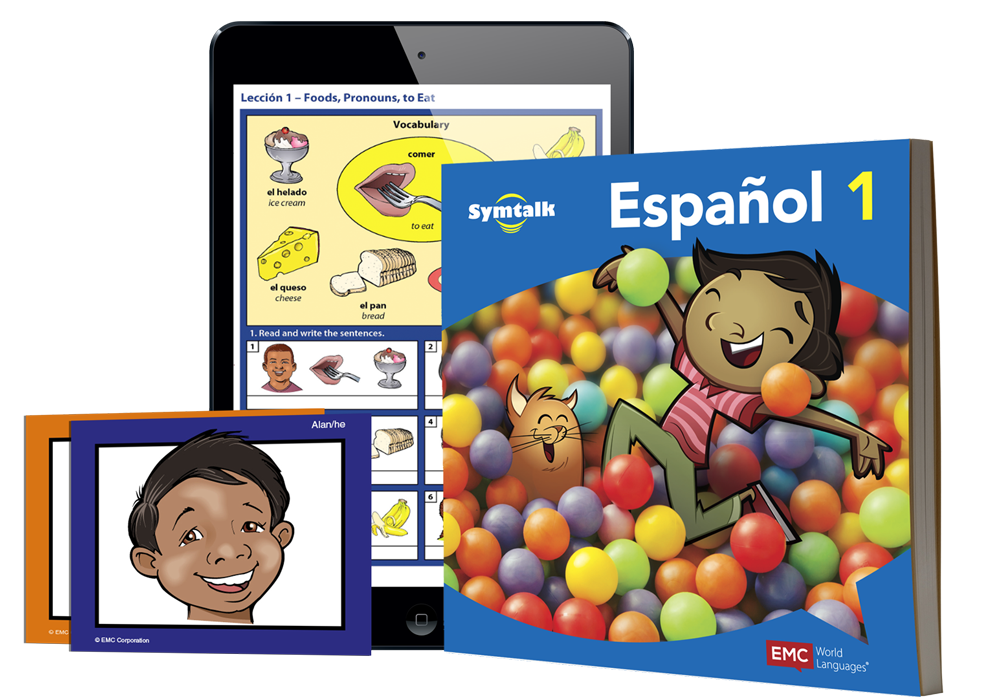 Lección 1 – Foods, Pronouns, to Eat
Vocabulary
comer
to eat
el helado
ice cream
el queso
cheese
el pan
bread
1. Read and write the sentences.
1
2
4
6
Symtalk
Español 1
EMC World
Languages®
Alan/he
© EMC Corporation
© EMC